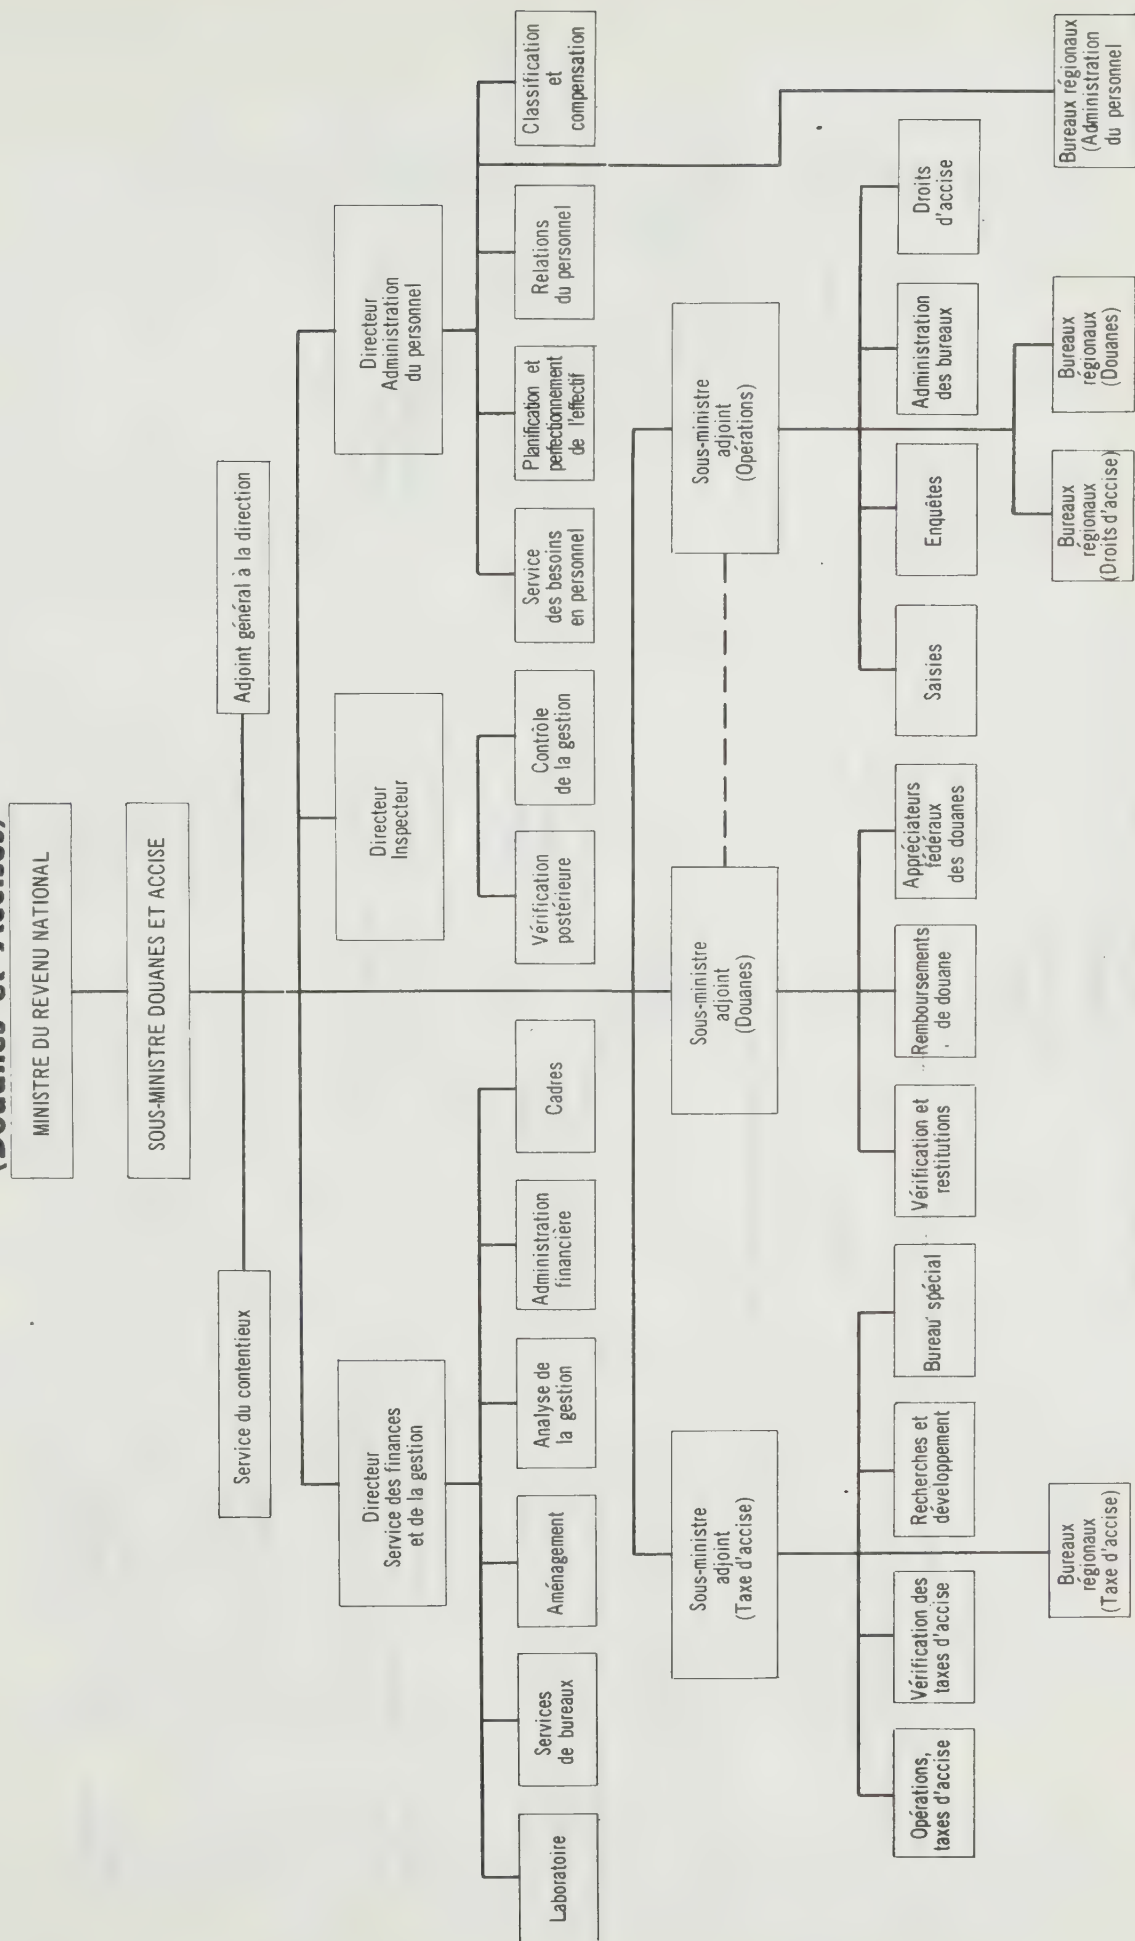 (Douanes et Accises)
MINISTRE DU REVENU NATIONAL
SOUS-MINISTRE DOUANES ET ACCISE
Service du contentieux
Adjoint général à la direction
Directeur
Service des finances
et de la gestion
Directeur
Inspecteur
Directeur
Administration
du personnel
Laboratoire
Services
de bureaux
Aménagement
Analyse de
la gestion
Administration
financière
Cadres
Vérification
postérieure
Contrôle
de la gestion
Service
des besoins
en personnel
Planification et
perfectionnement
de l'effectif
Relations
du personnel
Classification
et
compensation
Sous-ministre
adjoint
(Taxe d'accise)
Sous-ministre
adjoint
(Douanes)
Sous-ministre
adjoint
(Opérations)
Opérations,
taxes d'accise
Vérification des
taxes d'accise
Recherches et
développement
Bureau spécial
Vérification et
restitutions
Remboursements
de douane
Appréciateurs
fédéraux
des douanes
Saisies
Enquêtes
Administration
des bureaux
Droits
d'accise
Bureaux
régionaux
(Taxe d'accise)
Bureaux
régionaux
(Droits d'accise)
Bureaux
régionaux
(Douanes)
Bureaux régionaux
(Administration
du personnel